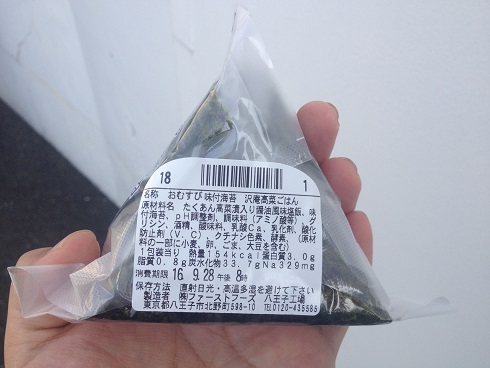 18 1
名称 おむすび 味付海苔 沢庵高菜ごはん
原材料名 たくあん高菜漬入り醤油風味塩飯、味
付海苔、pH調整剤、調味料(アミノ酸等)、グ
リシン、酒精、酸味料、乳酸Ca、乳化剤、酸化
防止剤(V.C)、クチナシ色素、酵素、(原材
料の一部に小麦、卵、ごま、大豆を含む)
1包装当り 熱量154kcal 蛋白質3.0g
脂質0.8g 炭水化物33.7g Na329mg
消費期限 16. 9.28 午後 8時
保存方法 直射日光・高温多湿を避けて下さい
製造者 ㈱ファーストフーズ 八王子工場
東京都八王子市北野町598-10 TEL0120-435585